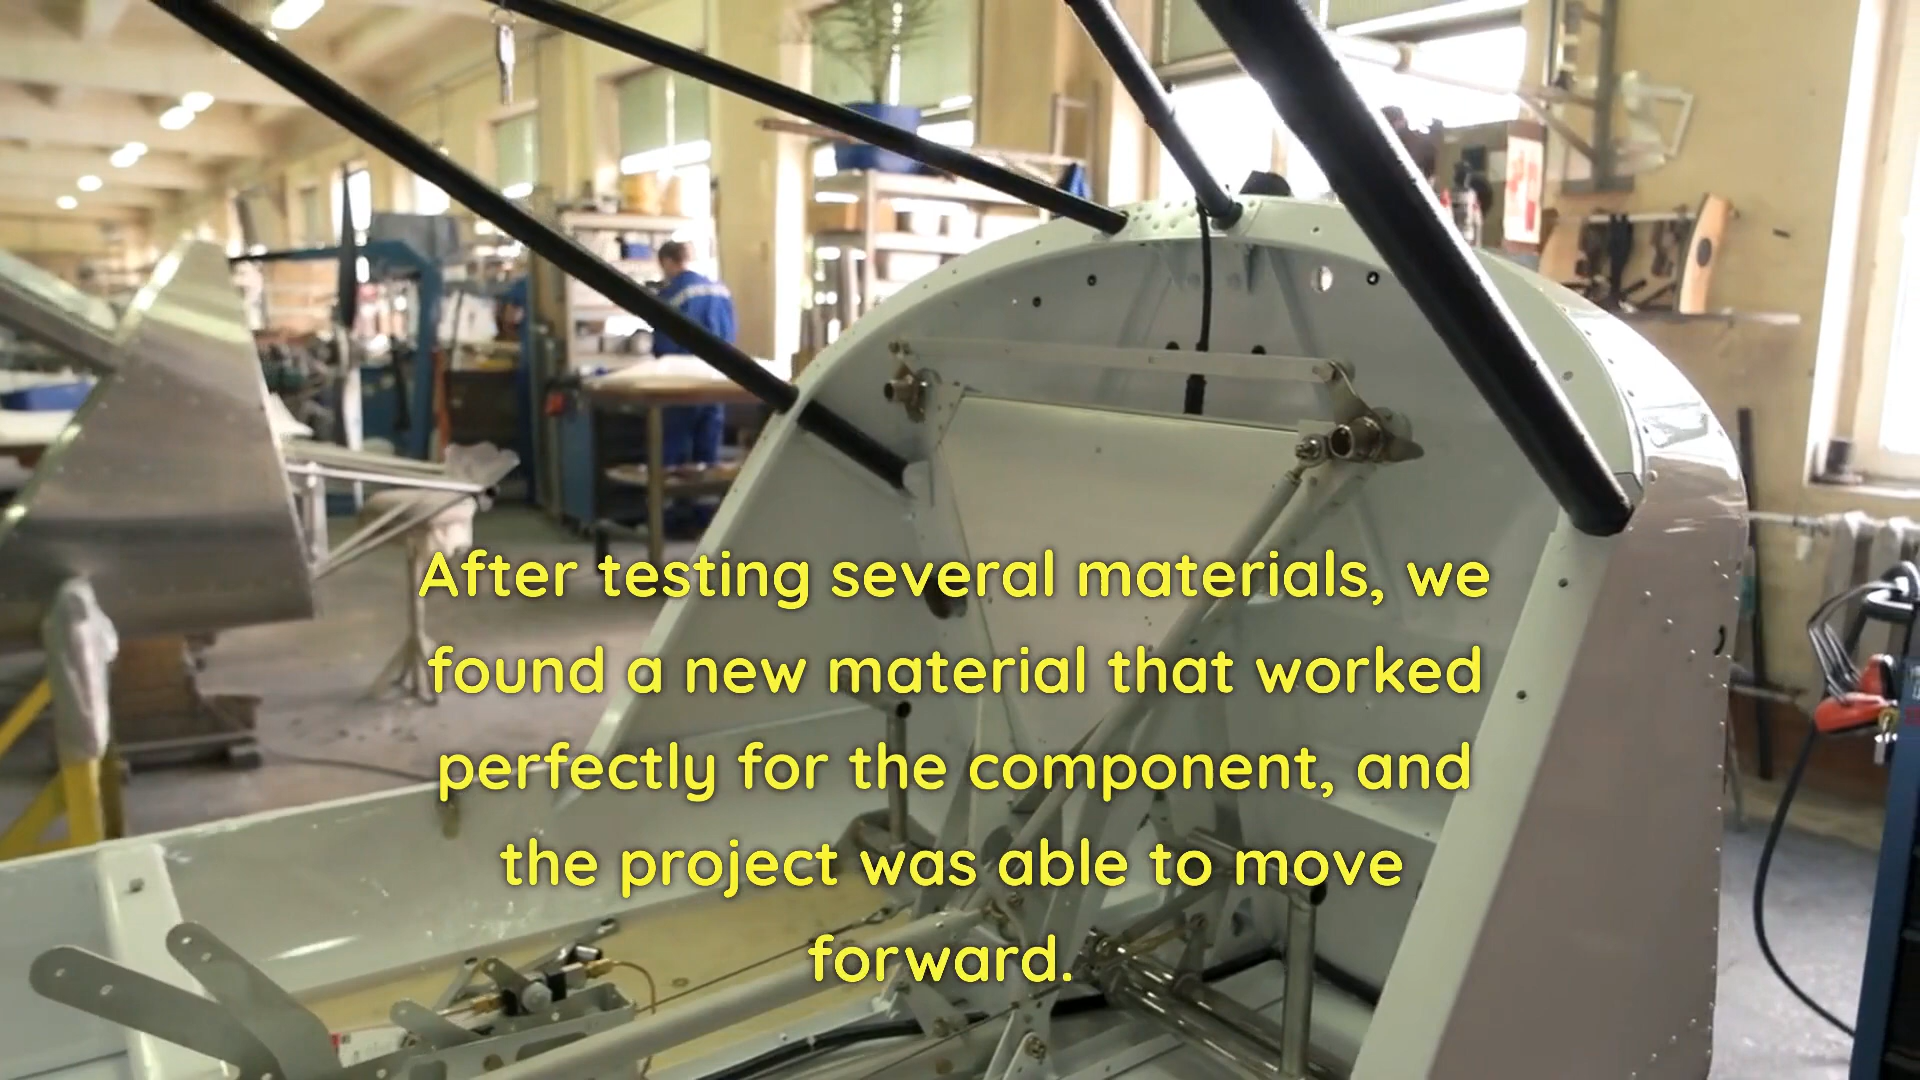 After testing several materials, we
found a new material that worked
perfectly for the component, and
the project was able to move
forward.